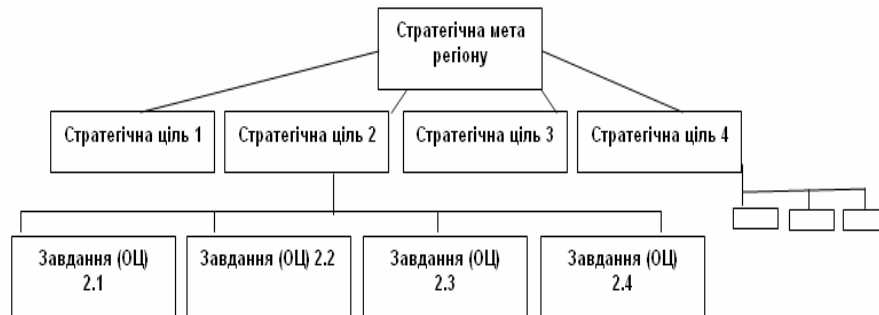 Стратегічна мета
регіону
Стратегічна ціль 1
Стратегічна ціль 2
Стратегічна ціль 3
Стратегічна ціль 4
Завдання (ОЦ)
2.1
Завдання (ОЦ) 2.2
Завдання (ОЦ)
2.3
Завдання (ОЦ)
2.4